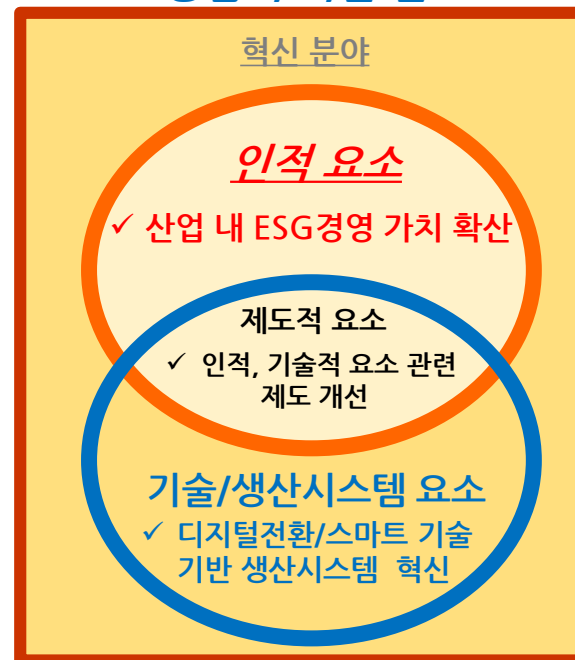 혁신 분야
인적 요소
✓ 산업 내 ESG경영 가치 확산
제도적 요소
✓ 인적, 기술적 요소 관련
제도 개선
기술/생산시스템 요소
✓ 디지털전환/스마트 기술
기반 생산시스템 혁신